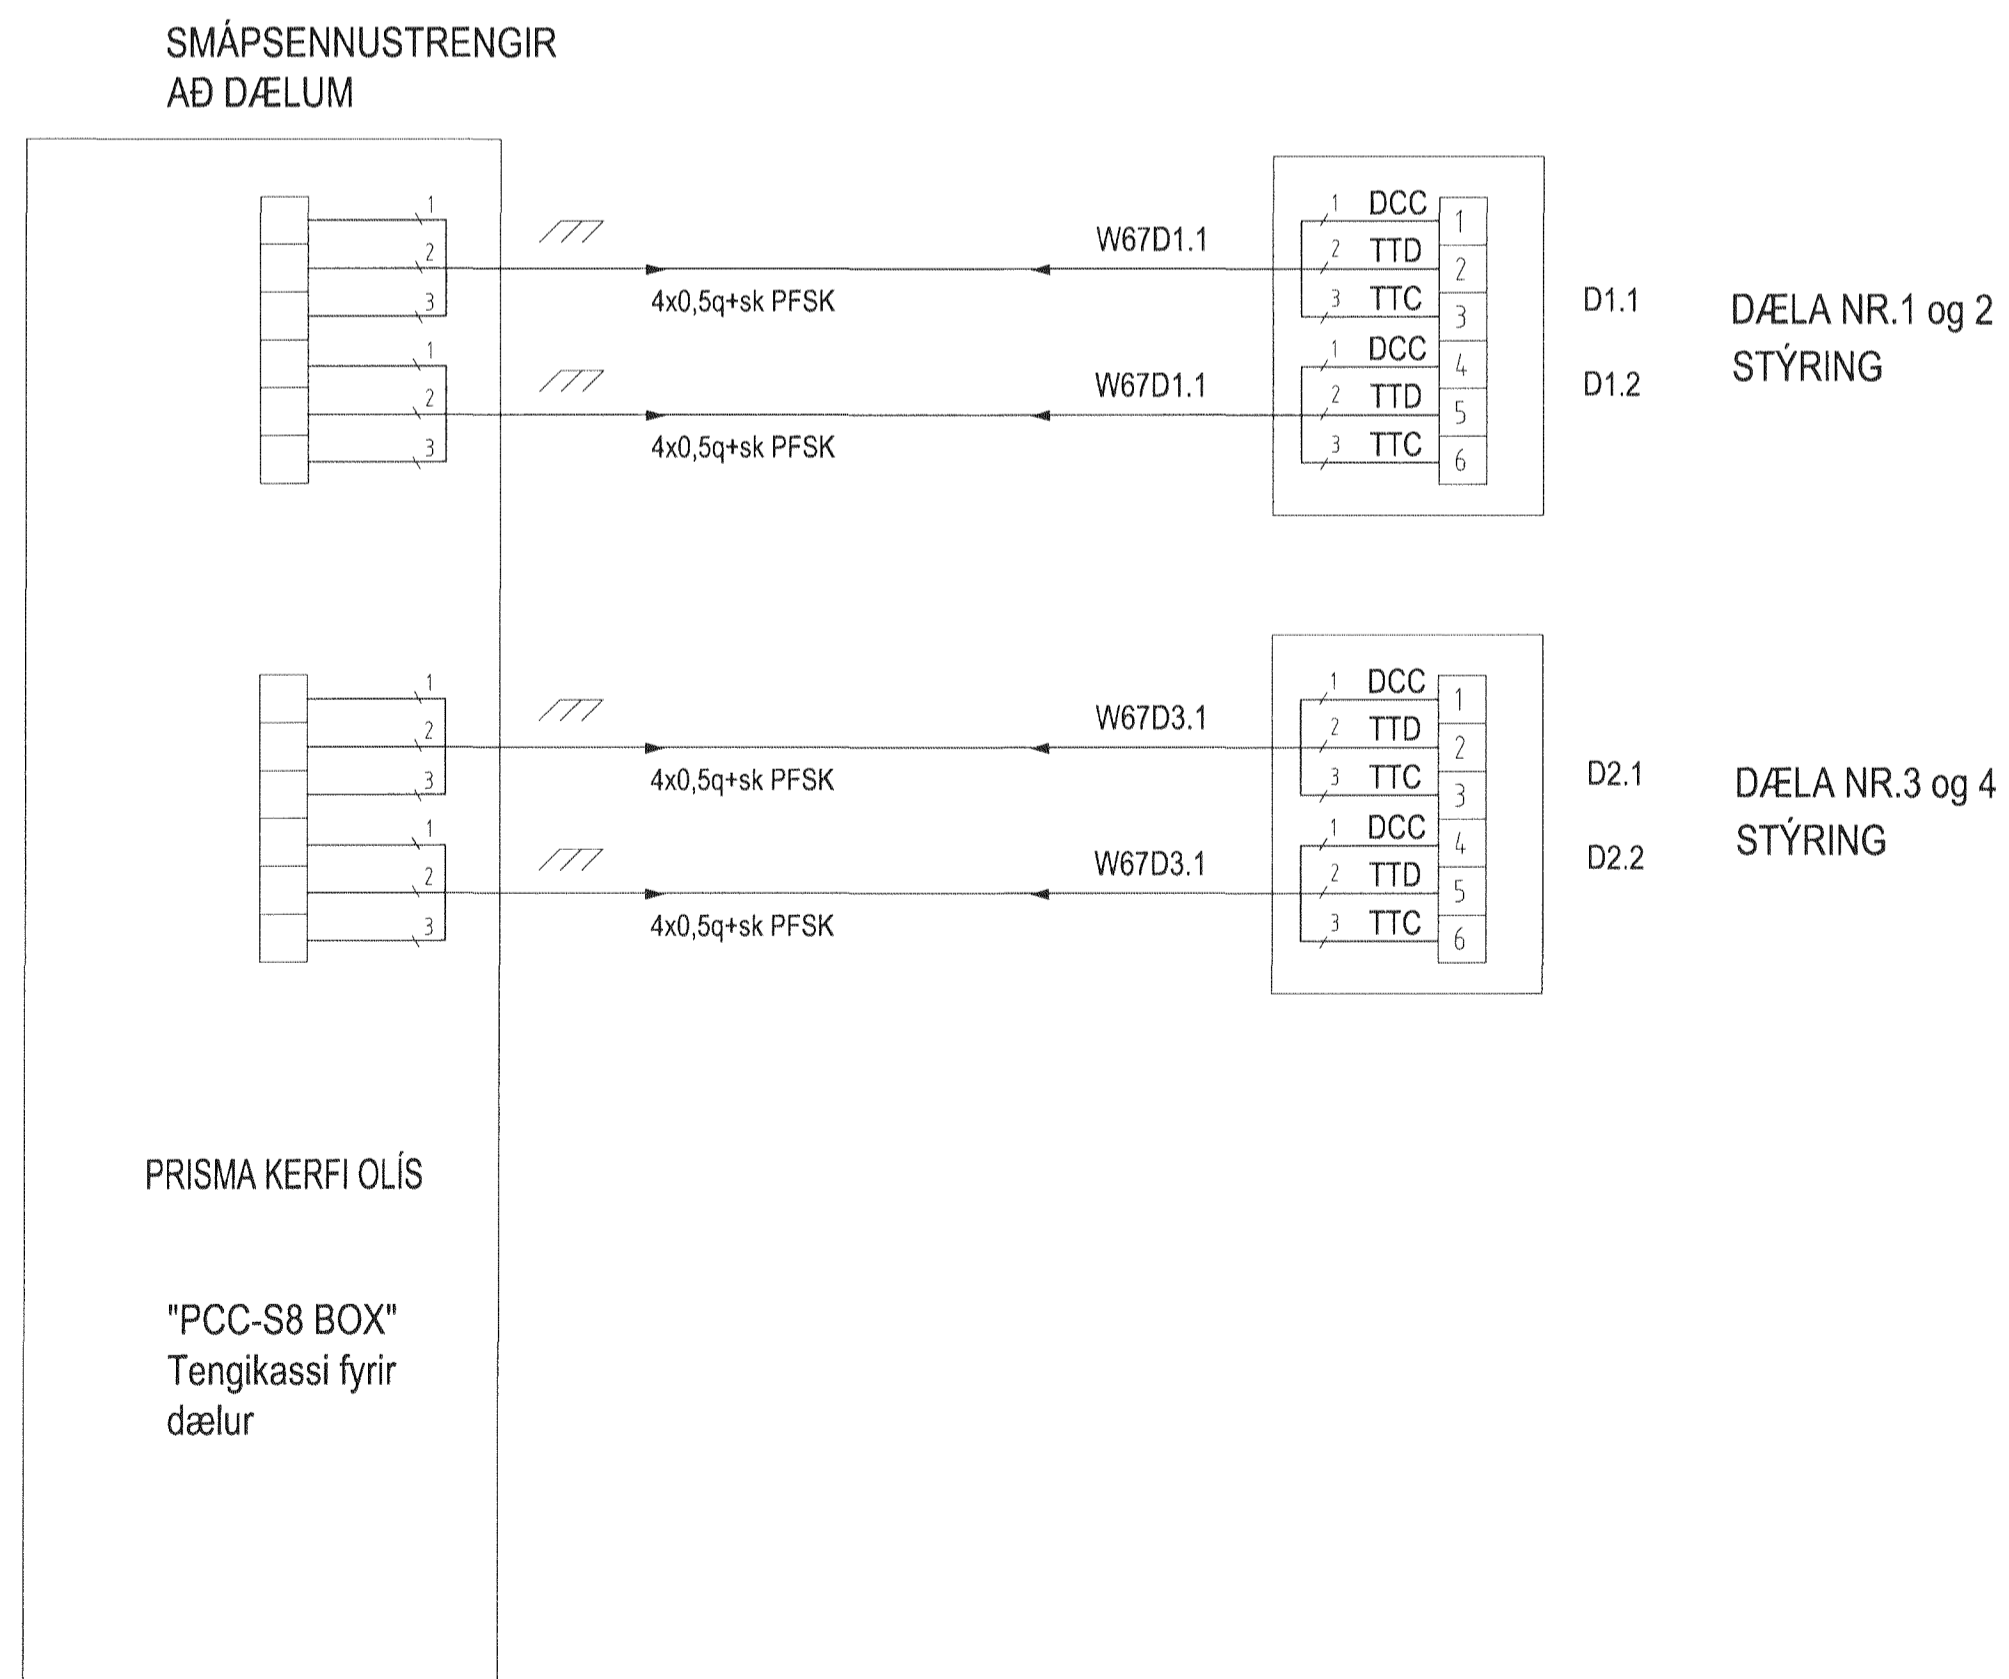 SMÁPSENNUSTRENGIR
AÐ DÆLUM
1
2
3
1
2
3
W67D1.1
4x0,5q+sk PFSK
W67D1.1
4x0,5q+sk PFSK
1 DCC 1
2 TTD 2
3 TTC 3
1 DCC 4
2 TTD 5
3 TTC 6
D1.1
D1.2
DÆLA NR.1 og 2
STÝRING
1
2
3
1
2
3
W67D3.1
4x0,5q+sk PFSK
W67D3.1
4x0,5q+sk PFSK
1 DCC 1
2 TTD 2
3 TTC 3
1 DCC 4
2 TTD 5
3 TTC 6
D2.1
D2.2
DÆLA NR.3 og 4
STÝRING
PRISMA KERFI OLÍS
"PCC-S8 BOX"
Tengikassi fyrir
dælur